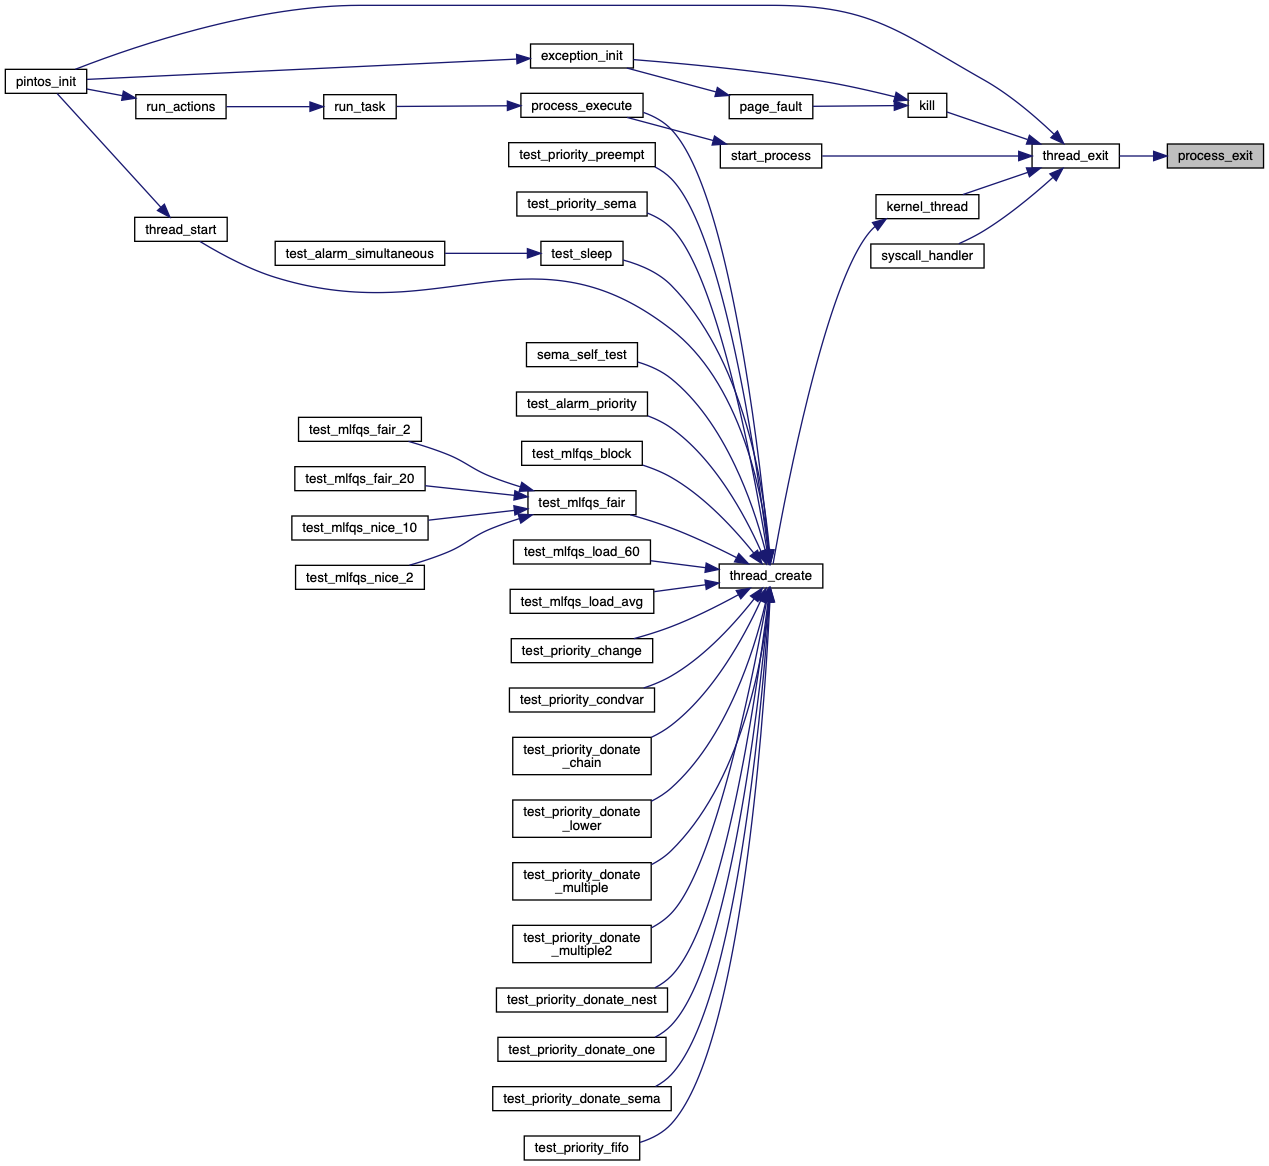 pintos_init
exception_init
run_actions
run_task
process_execute
page_fault
kill
test_priority_preempt
start_process
thread_exit
process_exit
test_priority_sema
kernel_thread
thread_start
test_alarm_simultaneous
test_sleep
syscall_handler
sema_self_test
test_alarm_priority
test_mlfqs_fair_2
test_mlfqs_block
test_mlfqs_fair_20
test_mlfqs_fair
test_mlfqs_nice_10
test_mlfqs_load_60
test_mlfqs_nice_2
thread_create
test_mlfqs_load_avg
test_priority_change
test_priority_condvar
test_priority_donate
_chain
test_priority_donate
_lower
test_priority_donate
_multiple
test_priority_donate
_multiple2
test_priority_donate_nest
test_priority_donate_one
test_priority_donate_sema
test_priority_fifo